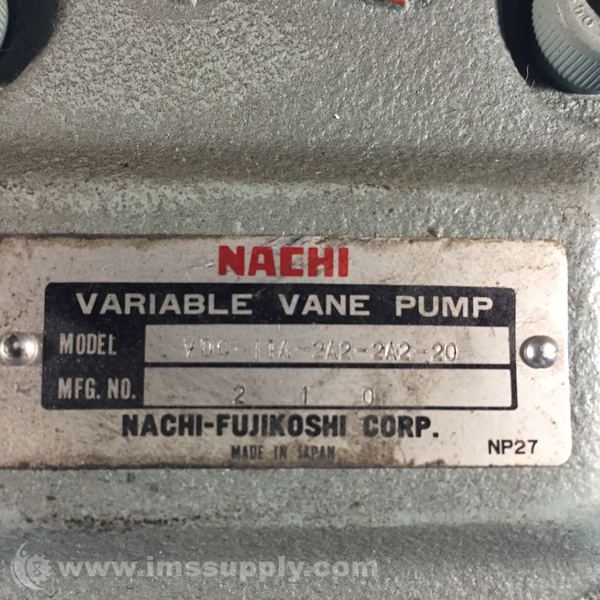 NACHI
VARIABLE VANE PUMP
MODEL VDC-11A-2A2-2A2-20
MFG. NO. 2 1 0
NACHI-FUJIKOSHI CORP.
MADE IN JAPAN
NP27
www.imssupply.com